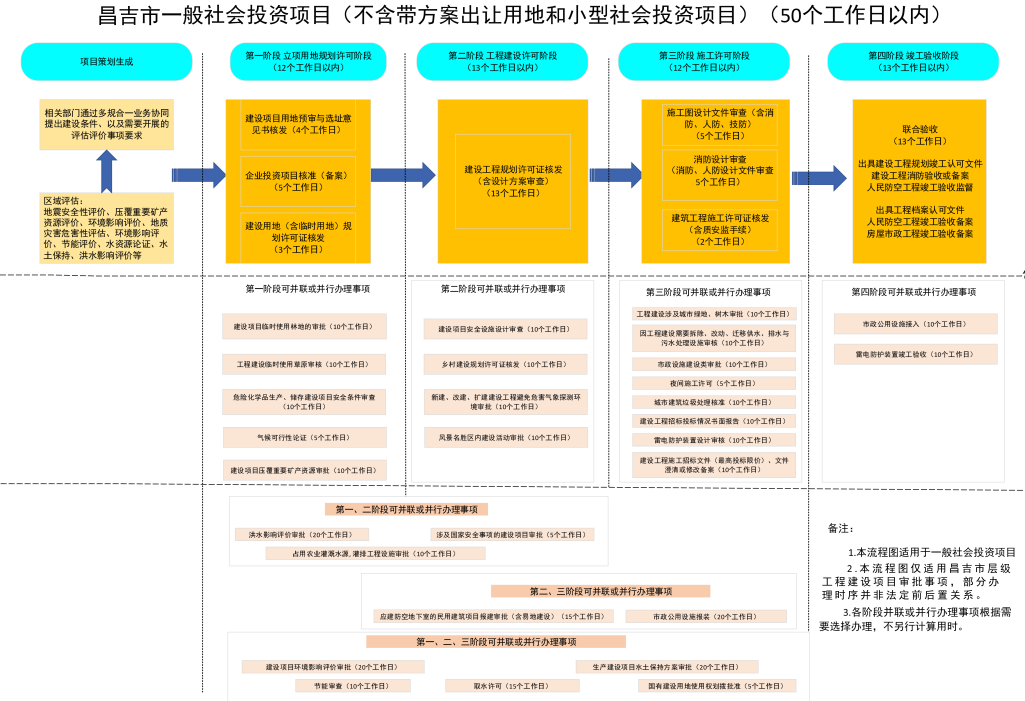 昌吉市一般社会投资项目（不含带方案出让用地和小型社会投资项目）（50个工作日以内）
项目策划生成
第一阶段 立项用地规划许可阶段
（12个工作日以内）
第二阶段 工程建设许可阶段
（13个工作日以内）
第三阶段 施工许可阶段
（12个工作日以内）
第四阶段 竣工验收阶段
（13个工作日以内）
相关部门通过多规合一业务协同
提出建设条件、以及需要开展的
评估评价事项要求
区域评估：
地震安全性评价、压覆重要矿产
资源评价、环境影响评价、地质
灾害危害性评估、环境影响评
价、节能评价、水资源论证、水
土保持、洪水影响评价等
建设项目用地预审与选址意
见书核发（4个工作日）
企业投资项目核准（备案）
（5个工作日）
建设用地（含临时用地）规
划许可证核发
（3个工作日）
建设工程规划许可证核发
（含设计方案审查）
（13个工作日）
施工图设计文件审查（含消
防、人防、技防）
（5个工作日）
消防设计审查
（消防、人防设计文件审查
5个工作日）
建筑工程施工许可证核发
（含质安监手续）
（2个工作日）
联合验收
（13个工作日）
出具建设工程规划竣工认可文件
建设工程消防验收或备案
人民防空工程竣工验收监督
出具工程档案认可文件
人民防空工程竣工验收备案
房屋市政工程竣工验收备案
第一阶段可并联或并行办理事项
建设项目临时使用林地的审批（10个工作日）
工程建设临时使用草原审核（10个工作日）
危险化学品生产、储存建设项目安全条件审查
（10个工作日）
气候可行性论证（5个工作日）
建设项目压覆重要矿产资源审批（10个工作日）
第二阶段可并联或并行办理事项
建设项目安全设施设计审查（10个工作日）
乡村建设规划许可证核发（10个工作日）
新建、改建、扩建建设工程避免危害气象探测环
境审批（10个工作日）
风景名胜区内建设活动审批（10个工作日）
第三阶段可并联或并行办理事项
工程建设涉及城市绿地、树木审批（10个工作日）
因工程建设需要拆除、改动、迁移供水、排水与
污水处理设施审核（10个工作日）
市政设施建设类审批（10个工作日）
夜间施工许可（5个工作日）
城市建筑垃圾处理核准（10个工作日）
建设工程招标投标情况书面报告（10个工作日）
雷电防护装置设计审核（10个工作日）
建设工程施工招标文件（最高投标限价）、文件
澄清或修改备案（10个工作日）
第四阶段可并联或并行办理事项
市政公用设施接入（10个工作日）
雷电防护装置竣工验收（10个工作日）
第一、二阶段可并联或并行办理事项
洪水影响评价审批（20个工作日）
涉及国家安全事项的建设项目审批（5个工作日）
占用农业灌溉水源,灌排工程设施审批（10个工作日）
第二、三阶段可并联或并行办理事项
应建防空地下室的民用建筑项目报建审批（含易地建设）（15个工作日）
市政公用设施报装（20个工作日）
第一、二、三阶段可并联或并行办理事项
建设项目环境影响评价审批（20个工作日）
生产建设项目水土保持方案审批（20个工作日）
节能审查（10个工作日）
取水许可（15个工作日）
国有建设用地使用权划拨批准（5个工作日）
备注：
1.本流程图适用于一般社会投资项目
2.本流程图仅适用昌吉市层级
工程建设项目审批事项，部分办
理时序并非法定前后置关系。
3.各阶段并联或并行办理事项根据需
要选择办理，不另行计算用时。